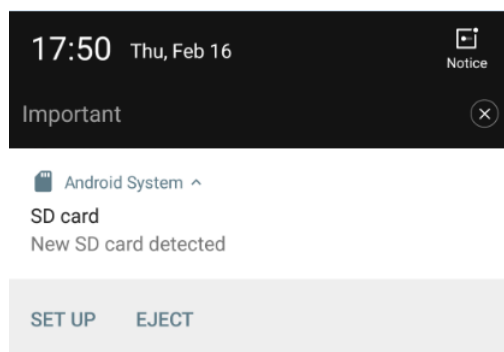 17:50 Thu, Feb 16
Notice
Important
Android System
SD card
New SD card detected
SET UP EJECT